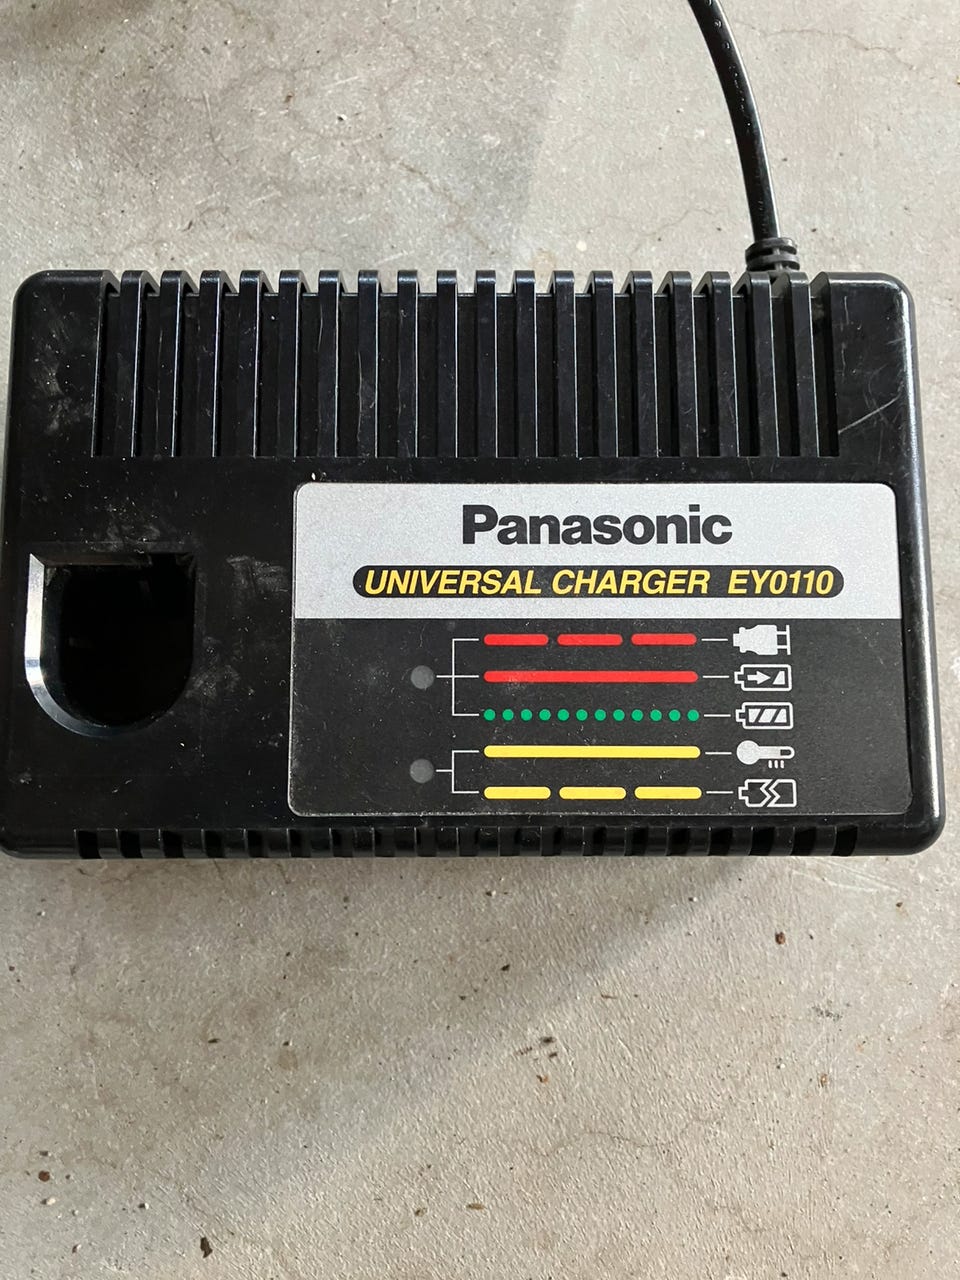 Panasonic
UNIVERSAL CHARGER EY0110